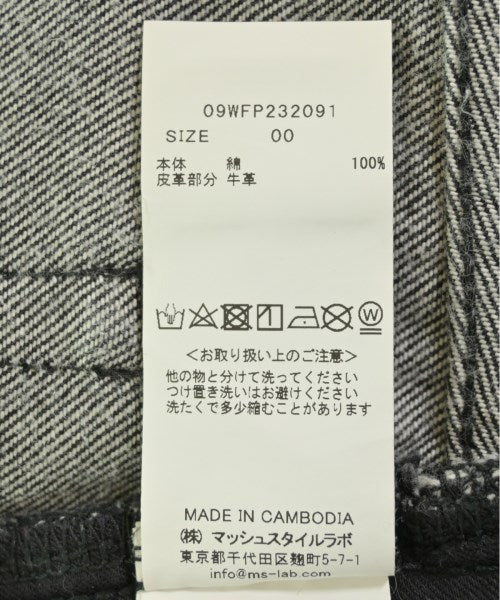 09WFP232091
SIZE 00
本体 綿 100%
皮革部分 牛革
W
<お取り扱い上のご注意>
他の物と分けて洗ってください
つけ置き洗いはお避けください
洗たくで多少縮むことがあります
MADE IN CAMBODIA
(株) マッシュスタイルラボ
東京都千代田区麹町5-7-1
info@ms-lab.com